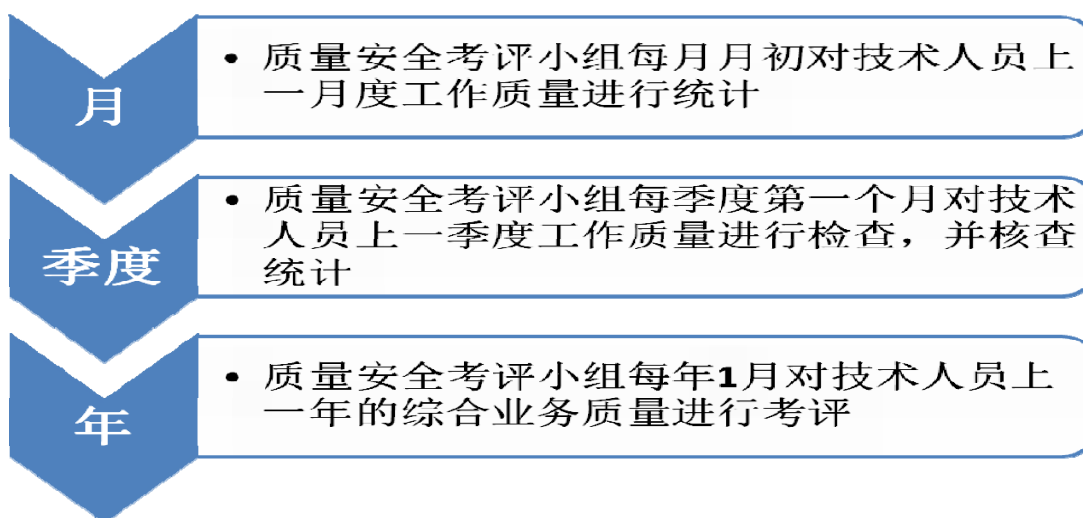 月
• 质量安全考评小组每月月初对技术人员上
一月度工作质量进行统计
季度
• 质量安全考评小组每季度第一个月对技术
人员上一季度工作质量进行检查，并核查
统计
年
• 质量安全考评小组每年1月对技术人员上
一年的综合业务质量进行考评